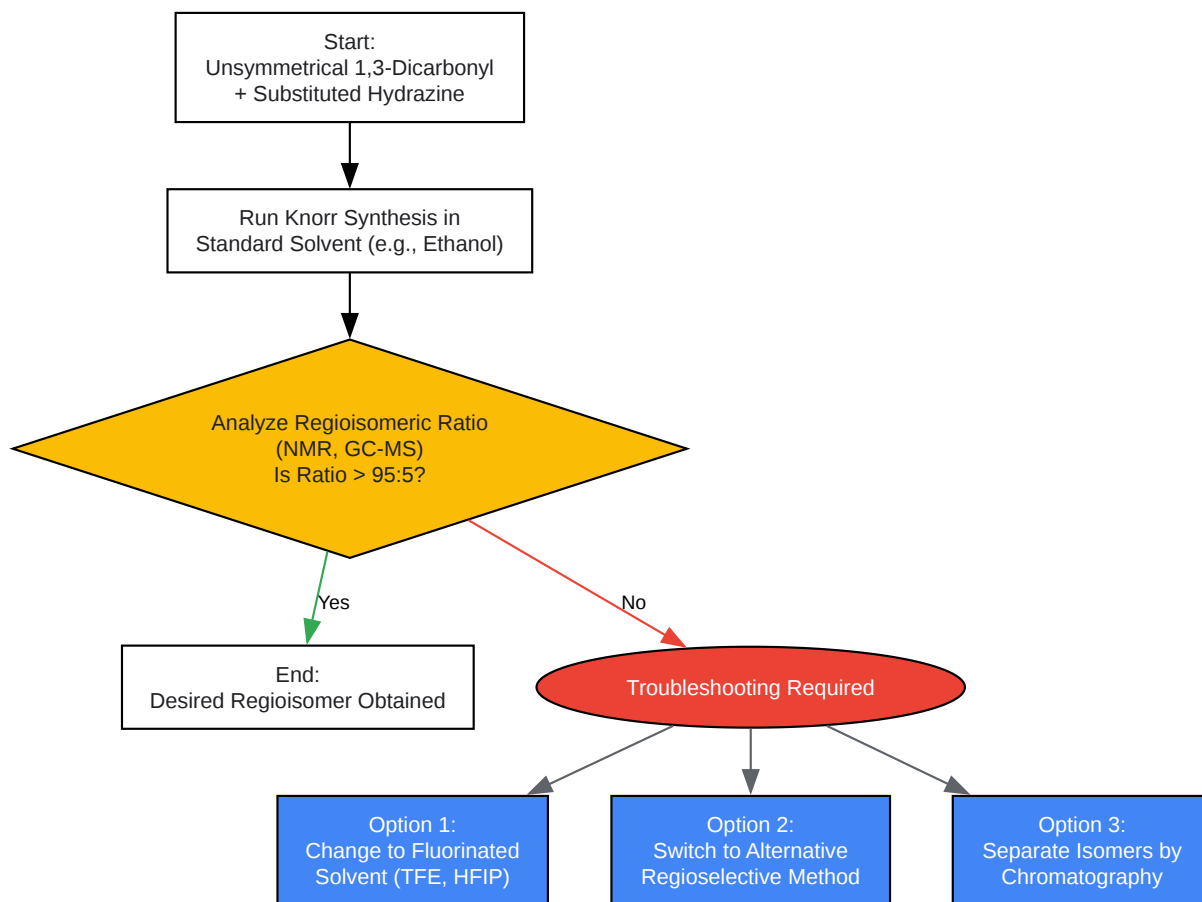 Start:
Unsymmetrical 1,3-Dicarbonyl
+ Substituted Hydrazine
Run Knorr Synthesis in
Standard Solvent (e.g., Ethanol)
Analyze Regioisomeric Ratio
(NMR, GC-MS)
Is Ratio > 95:5?
Yes
No
End:
Desired Regioisomer Obtained
Troubleshooting Required
Option 1:
Change to Fluorinated
Solvent (TFE, HFIP)
Option 2:
Switch to Alternative
Regioselective Method
Option 3:
Separate Isomers by
Chromatography